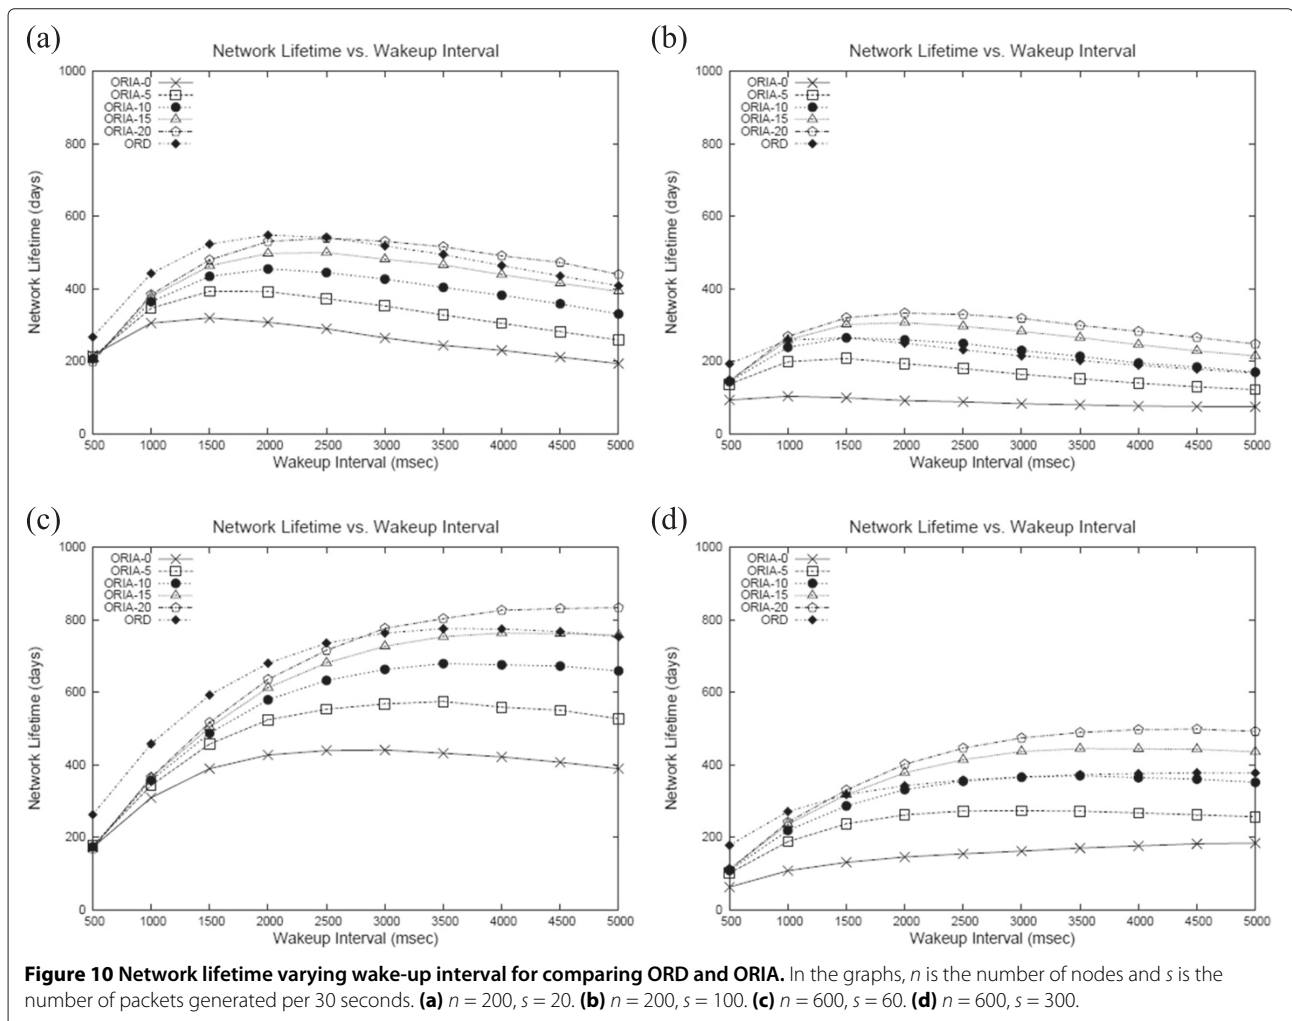 (a)
Network Lifetime vs. Wakeup Interval
1000
800
600
400
200
0
Network Lifetime (days)
ORIA-0
ORIA-5
ORIA-10
ORIA-15
ORIA-20
ORD
500 1000 1500 2000 2500 3000 3500 4000 4500 5000
Wakeup Interval (msec)
(b)
Network Lifetime vs. Wakeup Interval
1000
800
600
400
200
0
Network Lifetime (days)
ORIA-0
ORIA-5
ORIA-10
ORIA-15
ORIA-20
ORD
500 1000 1500 2000 2500 3000 3500 4000 4500 5000
Wakeup Interval (msec)
(c)
Network Lifetime vs. Wakeup Interval
1000
800
600
400
200
0
Network Lifetime (days)
ORIA-0
ORIA-5
ORIA-10
ORIA-15
ORIA-20
ORD
500 1000 1500 2000 2500 3000 3500 4000 4500 5000
Wakeup Interval (msec)
(d)
Network Lifetime vs. Wakeup Interval
1000
800
600
400
200
0
Network Lifetime (days)
ORIA-0
ORIA-5
ORIA-10
ORIA-15
ORIA-20
ORD
500 1000 1500 2000 2500 3000 3500 4000 4500 5000
Wakeup Interval (msec)
Figure 10 Network lifetime varying wake-up interval for comparing ORD and ORIA. In the graphs, n is the number of nodes and s is the
number of packets generated per 30 seconds. (a) n = 200, s = 20. (b) n = 200, s = 100. (c) n = 600, s = 60. (d) n = 600, s = 300.